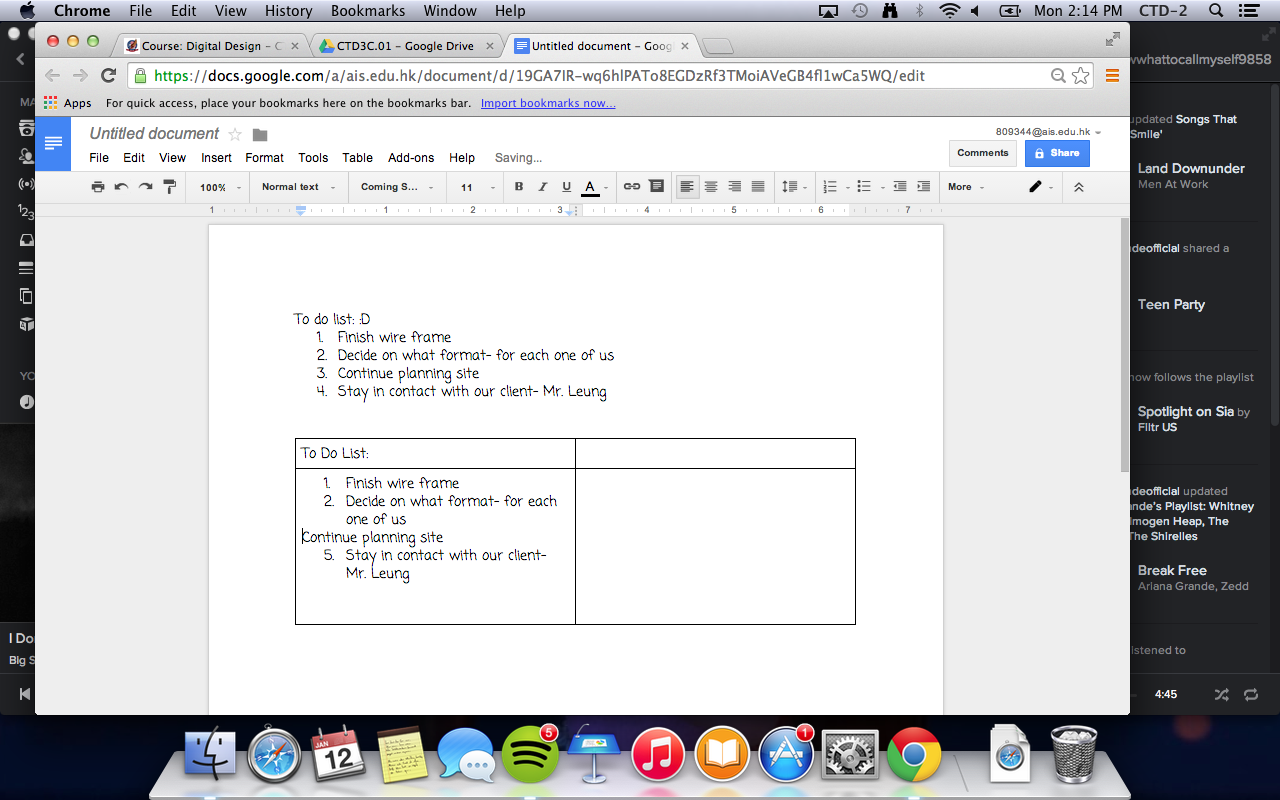 Chrome File Edit View History Bookmarks Window Help Mon 2:14 PM CTD-2
Course: Digital Design – C
CTD3C.01 – Google Drive
Untitled document – Goog
https://docs.google.com/a/ais.edu.hk/document/d/19GA7lR-wq6hlPATo8EGDzRf3TMoiAVeGB4fl1wCa5WQ/edit
Apps For quick access, place your bookmarks here on the bookmarks bar. Import bookmarks now...
Untitled document
809344@ais.edu.hk
File Edit View Insert Format Tools Table Add-ons Help Saving...
Comments Share
100% Normal text Coming S... 11 B I U A More
1 1 2 3 4 5 6 7
To do list: :D
1. Finish wire frame
2. Decide on what format- for each one of us
3. Continue planning site
4. Stay in contact with our client- Mr. Leung
To Do List:
1. Finish wire frame
2. Decide on what format- for each
one of us
Continue planning site
5. Stay in contact with our client-
Mr. Leung
MA
YO
I Do
Big S
whattocallmyself9858
updated Songs That
Smile'
Land Downunder
Men At Work
deofficial shared a
Teen Party
now follows the playlist
Spotlight on Sia by
Filtr US
deofficial updated
ande's Playlist: Whitney
Imogen Heap, The
The Shirelles
Break Free
Ariana Grande, Zedd
listened to
4:45
JAN
12
5
1